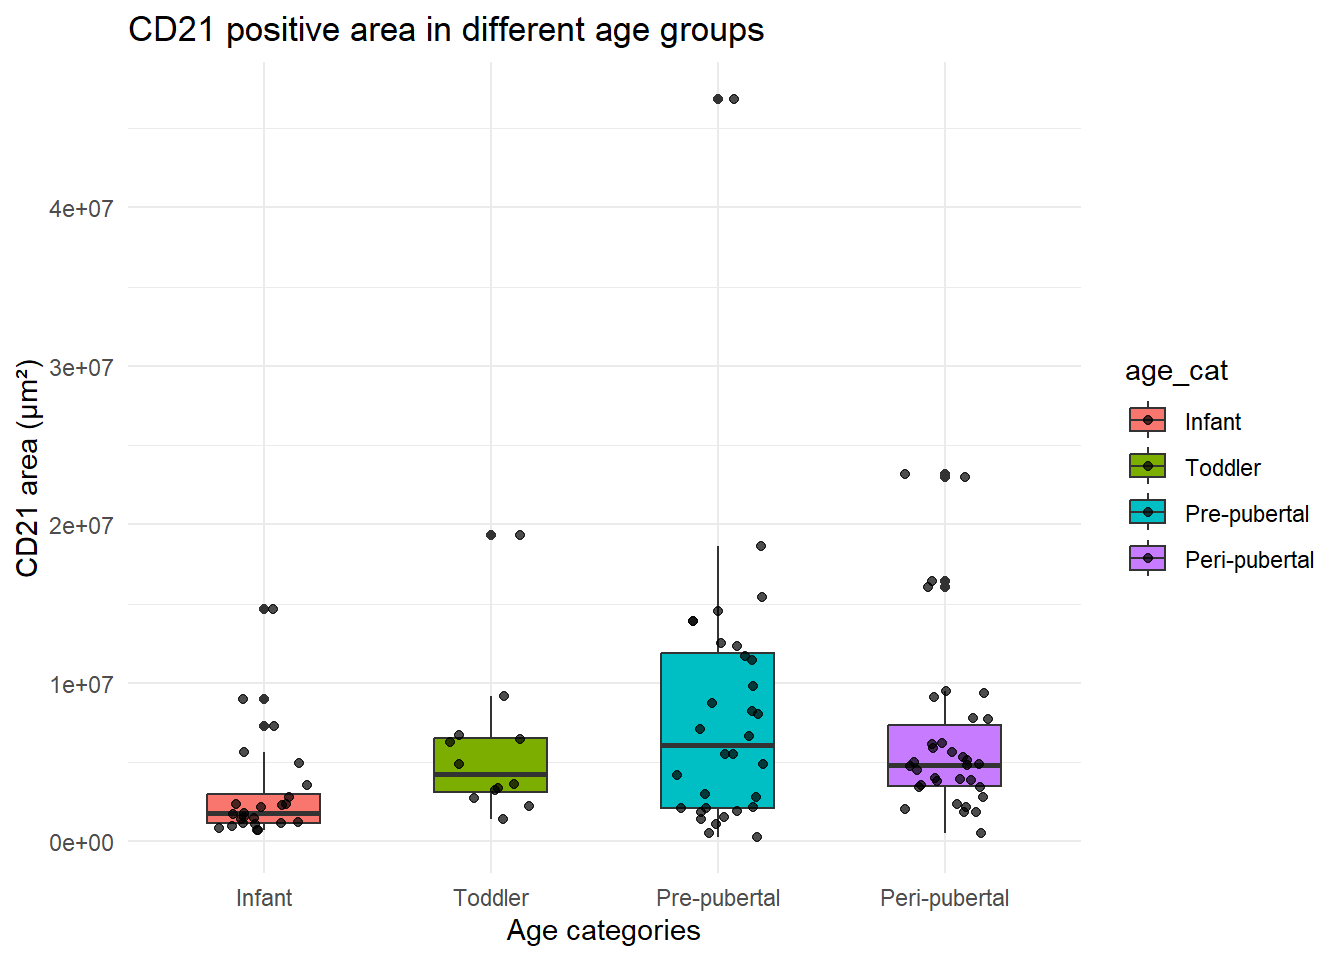 CD21 positive area in different age groups
CD21 area (µm²)
4e+07
3e+07
2e+07
1e+07
0e+00
Infant
Toddler
Pre-pubertal
Peri-pubertal
Age categories
age_cat
Infant
Toddler
Pre-pubertal
Peri-pubertal